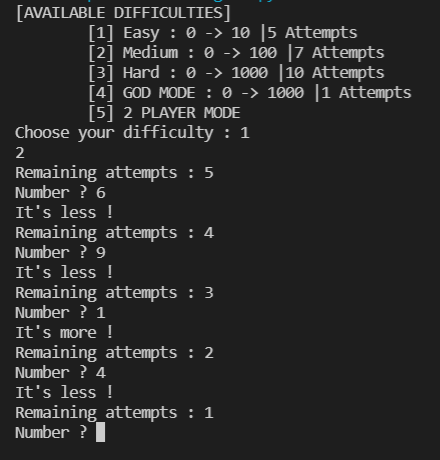 [AVAILABLE DIFFICULTIES]
[1] Easy : 0 -> 10 |5 Attempts
[2] Medium : 0 -> 100 |7 Attempts
[3] Hard : 0 -> 1000 |10 Attempts
[4] GOD MODE : 0 -> 1000 |1 Attempts
[5] 2 PLAYER MODE
Choose your difficulty : 1
2
Remaining attempts : 5
Number ? 6
It's less !
Remaining attempts : 4
Number ? 9
It's less !
Remaining attempts : 3
Number ? 1
It's more !
Remaining attempts : 2
Number ? 4
It's less !
Remaining attempts : 1
Number ?